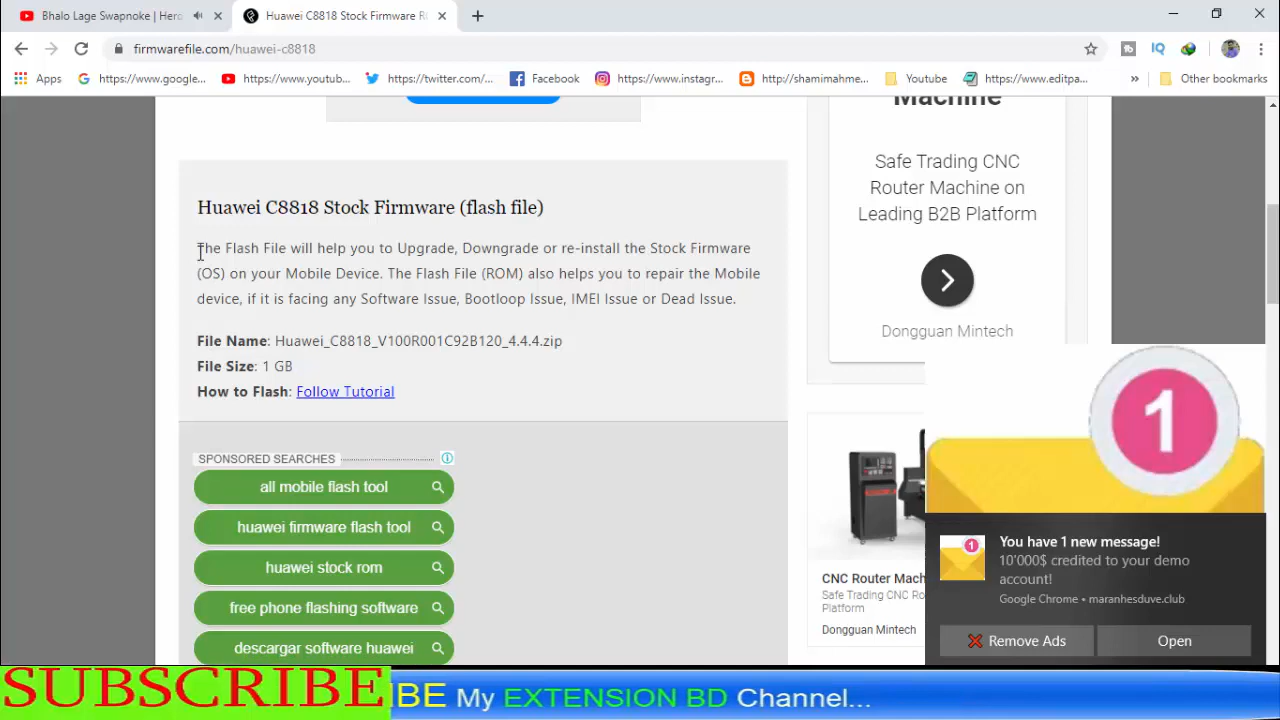 Bhalo Lage Swapnoke | Hero
Huawei C8818 Stock Firmware R
firmwarefile.com/huawei-c8818
IQ
Apps
https://www.google...
https://www.youtub...
https://twitter.com/...
Facebook
https://www.instagr...
http://shamimahme...
Youtube
https://www.editpa...
»
Other bookmarks
Machine
Safe Trading CNC
Router Machine on
Leading B2B Platform
Dongguan Mintech
Huawei C8818 Stock Firmware (flash file)
The Flash File will help you to Upgrade, Downgrade or re-install the Stock Firmware
(OS) on your Mobile Device. The Flash File (ROM) also helps you to repair the Mobile
device, if it is facing any Software Issue, Bootloop Issue, IMEI Issue or Dead Issue.
File Name: Huawei_C8818_V100R001C92B120_4.4.4.zip
File Size: 1 GB
How to Flash: Follow Tutorial
SPONSORED SEARCHES
all mobile flash tool
huawei firmware flash tool
huawei stock rom
free phone flashing software
descargar software huawei
CNC Router Mach
Safe Trading CNC Ro
Platform
Dongguan Mintech
1
1
You have 1 new message!
10'000$ credited to your demo
account!
Google Chrome • maranhesduve.club
Remove Ads
Open
SUBSCRIBE
IBE My EXTENSION BD Channel...